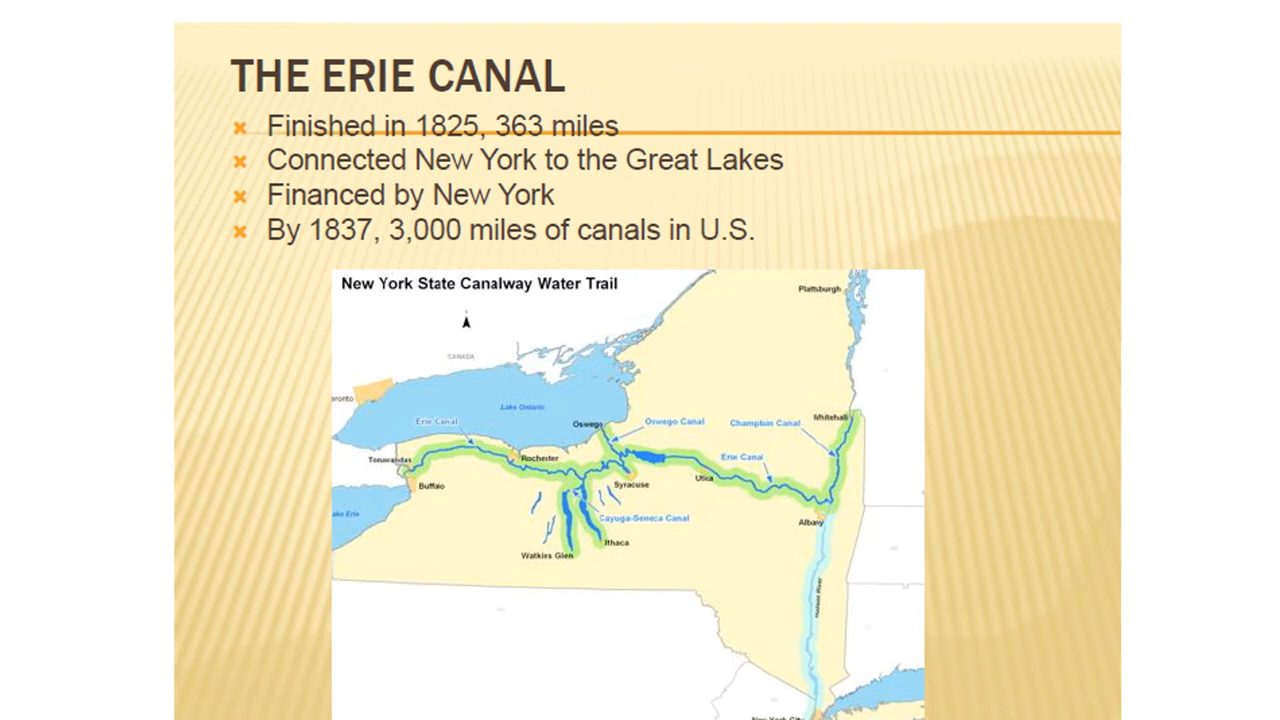 THE ERIE CANAL
Finished in 1825, 363 miles
Connected New York to the Great Lakes
Financed by New York
By 1837, 3,000 miles of canals in U.S.
New York State Canalway Water Trail
Plattsburgh
CANADA
Lake Ontario
Erie Canal
Oswego
Oswego Canal
Champlain Canal
Whitehall
Tonawandas
Rochester
Erie Canal
Buffalo
Syracuse
Utica
Cayuga-Seneca Canal
Albany
Ithaca
Watkins Glen
Hudson River
New York City